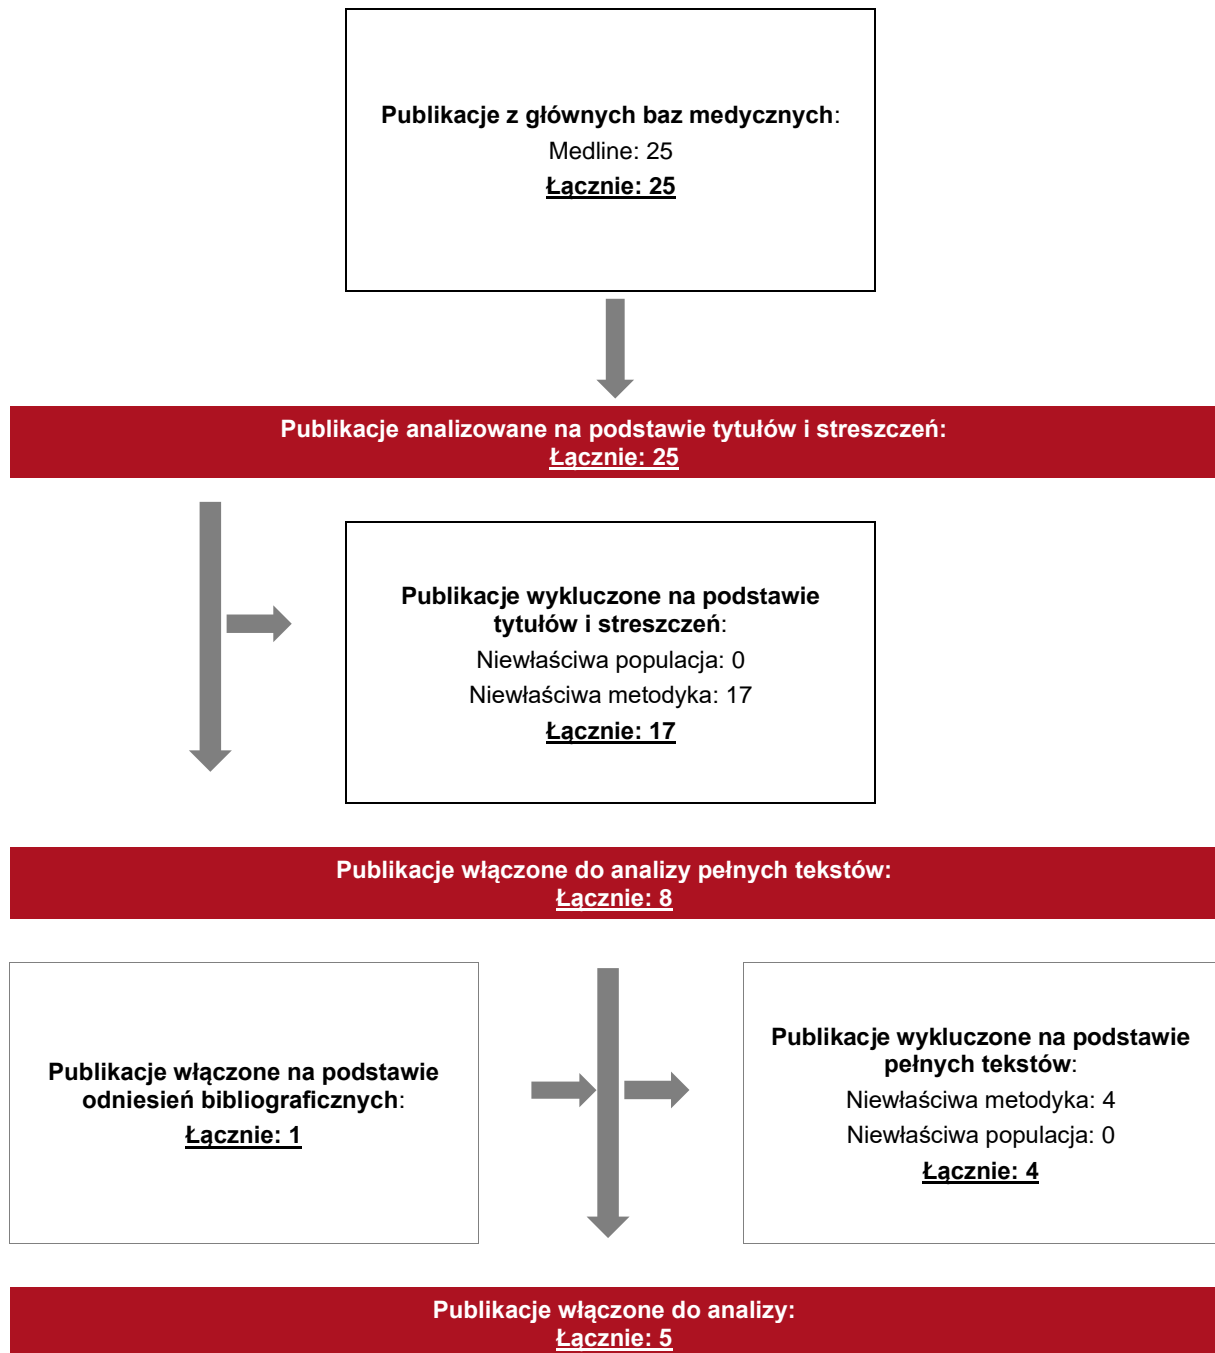 Publikacje z głównych baz medycznych:
Medline: 25
Łącznie: 25
Publikacje analizowane na podstawie tytułów i streszczeń:
Łącznie: 25
Publikacje wykluczone na podstawie
tytułów i streszczeń:
Niewłaściwa populacja: 0
Niewłaściwa metodyka: 17
Łącznie: 17
Publikacje włączone do analizy pełnych tekstów:
Łącznie: 8
Publikacje włączone na podstawie
odniesień bibliograficznych:
Łącznie: 1
Publikacje wykluczone na podstawie
pełnych tekstów:
Niewłaściwa metodyka: 4
Niewłaściwa populacja: 0
Łącznie: 4
Publikacje włączone do analizy:
Łącznie: 5